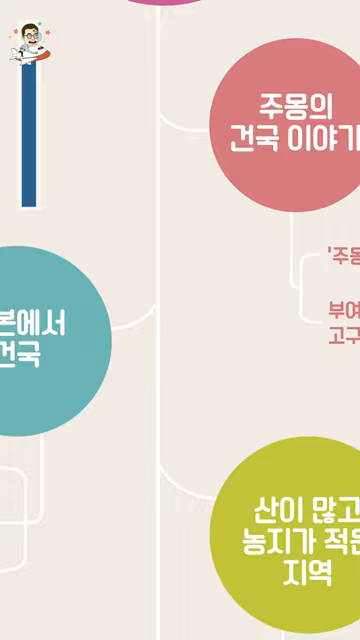 주몽의
건국 이야기
'주몽
부여
고구
본에서
건국
산이 많고
농지가 적은
지역